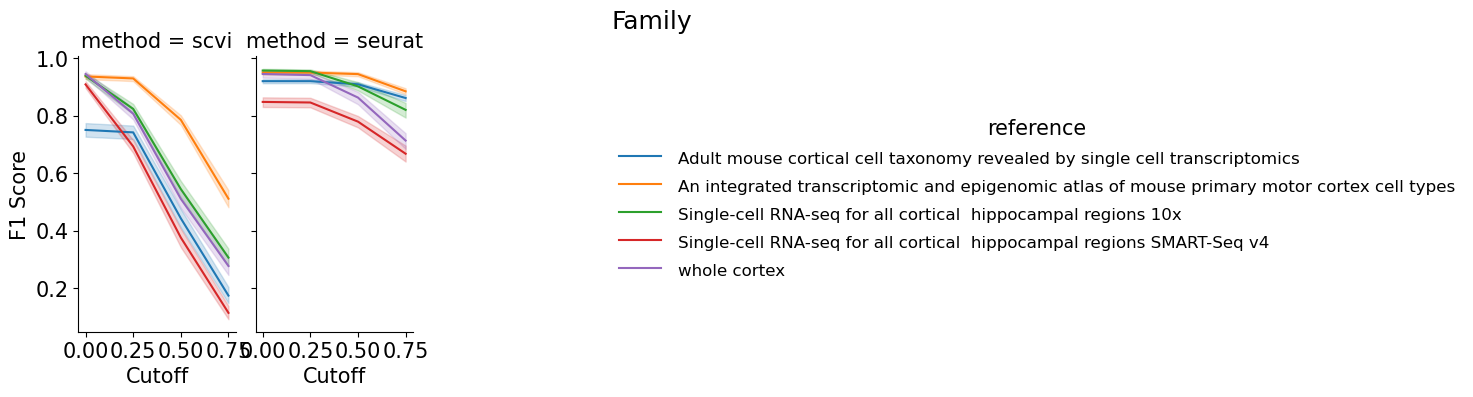 Family
method = scvi
method = seurat
F1 Score
1.0
0.8
0.6
0.4
0.2
0.00 0.25 0.50 0.75
0.00 0.25 0.50 0.75
Cutoff
Cutoff
reference
Adult mouse cortical cell taxonomy revealed by single cell transcriptomics
An integrated transcriptomic and epigenomic atlas of mouse primary motor cortex cell types
Single-cell RNA-seq for all cortical  hippocampal regions 10x
Single-cell RNA-seq for all cortical  hippocampal regions SMART-Seq v4
whole cortex